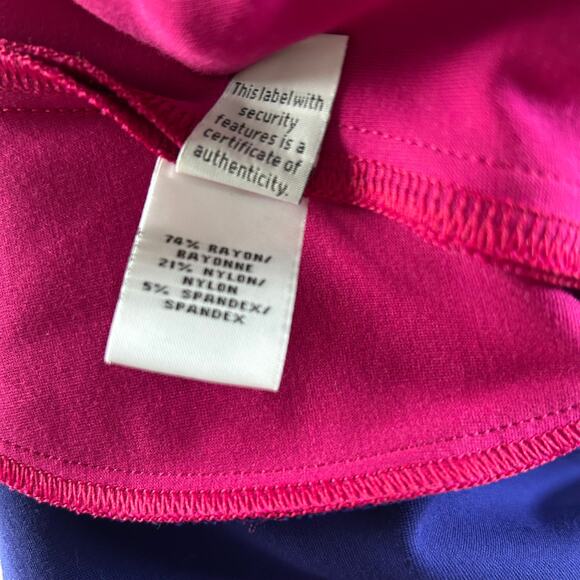 This label with
security
features is a
certificate of
authenticity.
74% RAYON/
RAYONNE
21% NYLON/
NYLON
5% SPANDEX/
SPANDEX